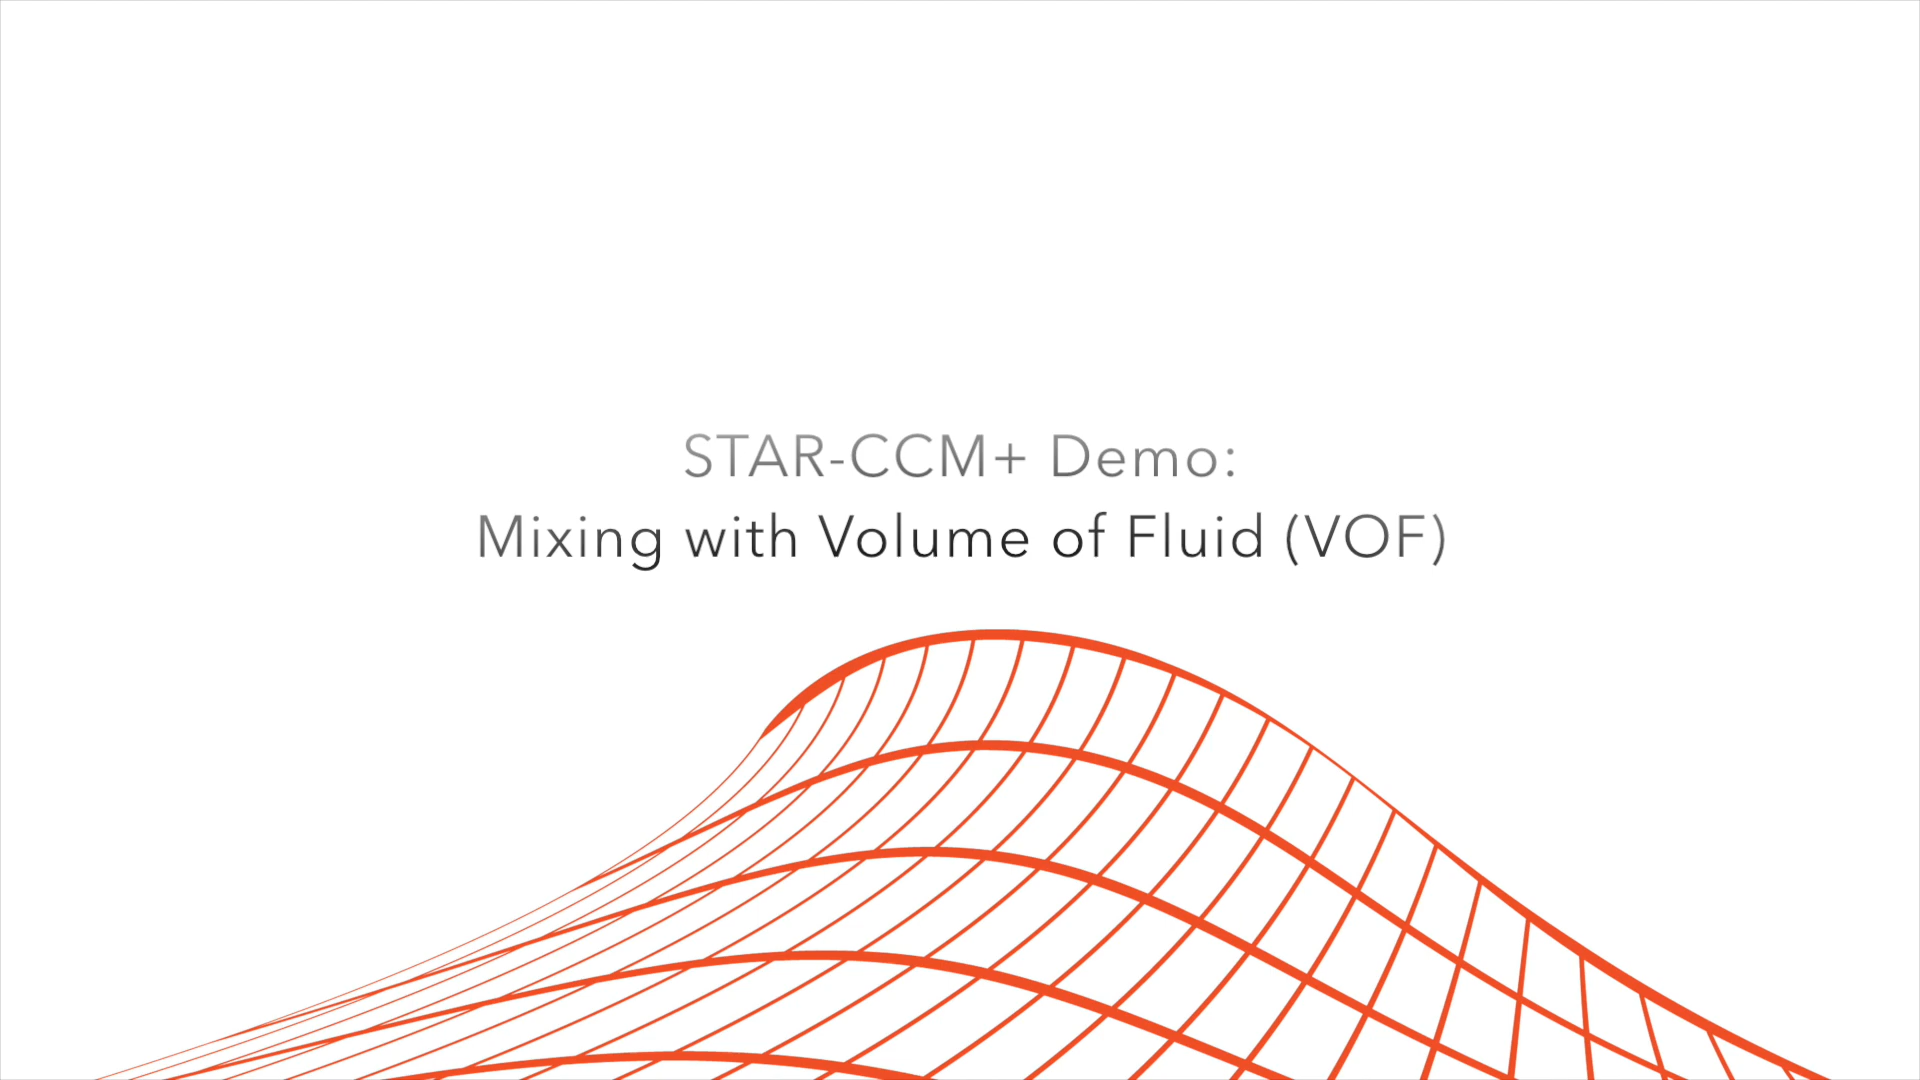 STAR-CCM+ Demo:
Mixing with Volume of Fluid (VOF)